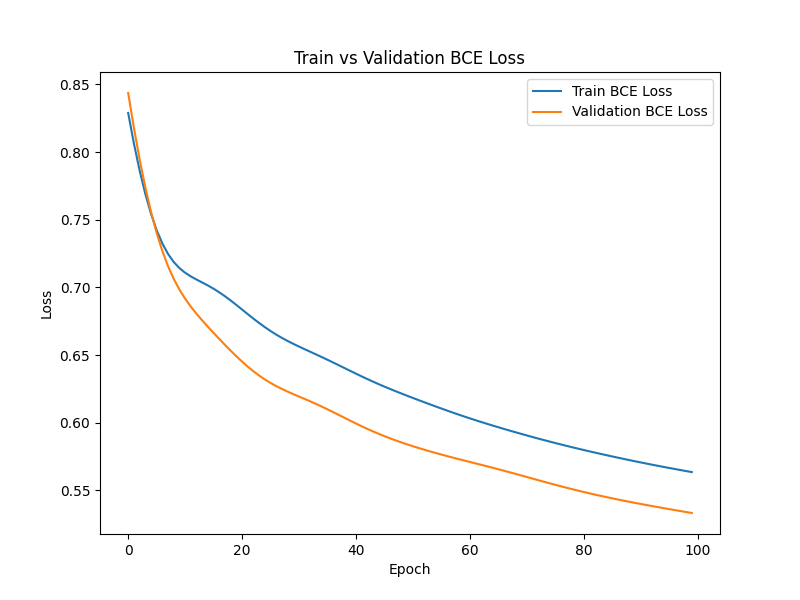 Train vs Validation BCE Loss
Train BCE Loss
Validation BCE Loss
0.85
0.80
0.75
0.70
0.65
0.60
0.55
Loss
0 20 40 60 80 100
Epoch